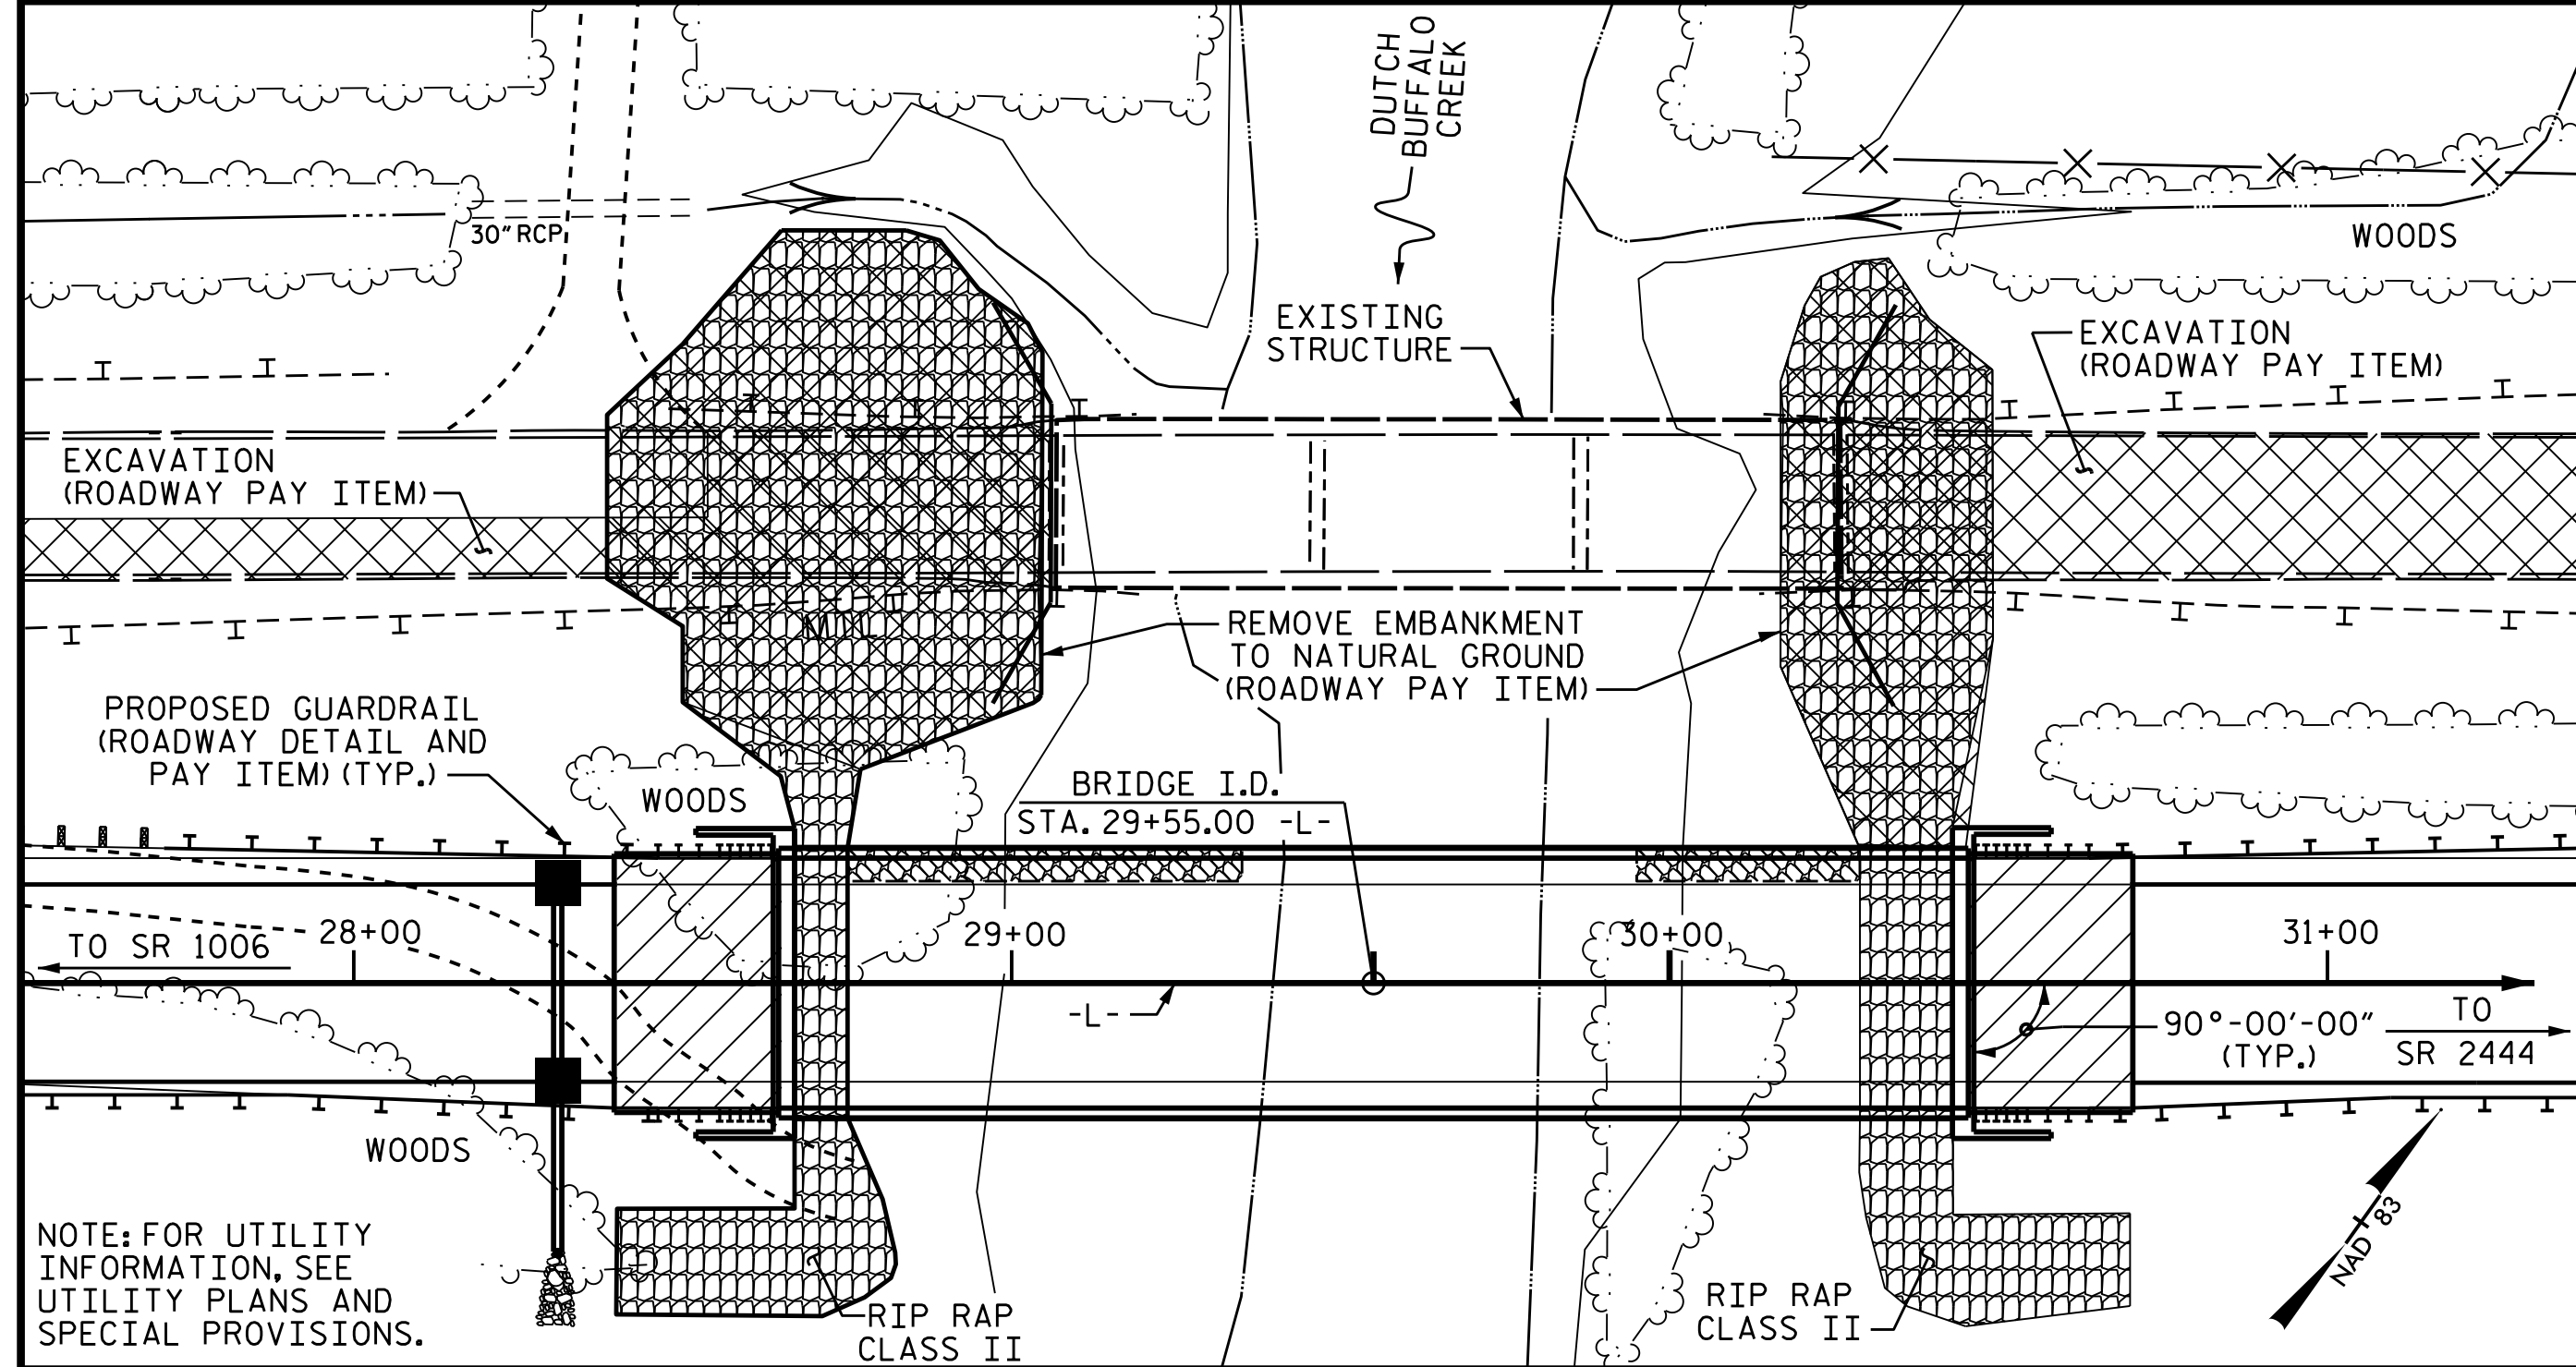 DUTCH
BUFFALO
CREEK
30" RCP
WOODS
EXISTING
STRUCTURE
EXCAVATION
(ROADWAY PAY ITEM)
EXCAVATION
(ROADWAY PAY ITEM)
REMOVE EMBANKMENT
TO NATURAL GROUND
(ROADWAY PAY ITEM)
PROPOSED GUARDRAIL
(ROADWAY DETAIL AND
PAY ITEM) (TYP.)
WOODS
BRIDGE I.D.
STA. 29+55.00 -L-
TO SR 1006
28+00
29+00
30+00
31+00
-L-
90°-00'-00"
(TYP.)
TO
SR 2444
WOODS
NAD 83
NOTE: FOR UTILITY
INFORMATION, SEE
UTILITY PLANS AND
SPECIAL PROVISIONS.
RIP RAP
CLASS II
RIP RAP
CLASS II